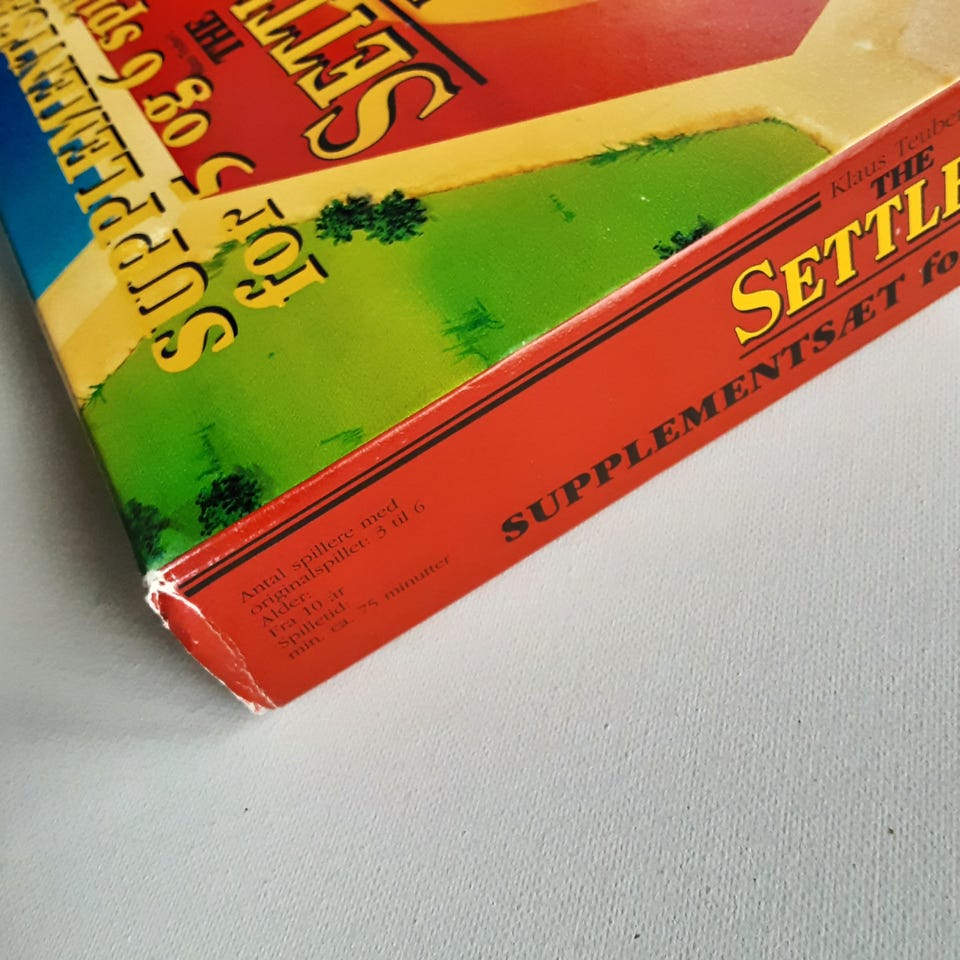 THE
SETTLE
SUPPLEMENT
for
5 og 6 sp
Klaus Teuber
THE
SETTLE
SUPPLEMENTSÆT fo
Antal spillere med
originalspillet: 3 til 6
Alder:
Fra 10 år
Spilletid:
min. ca. 75 minutter